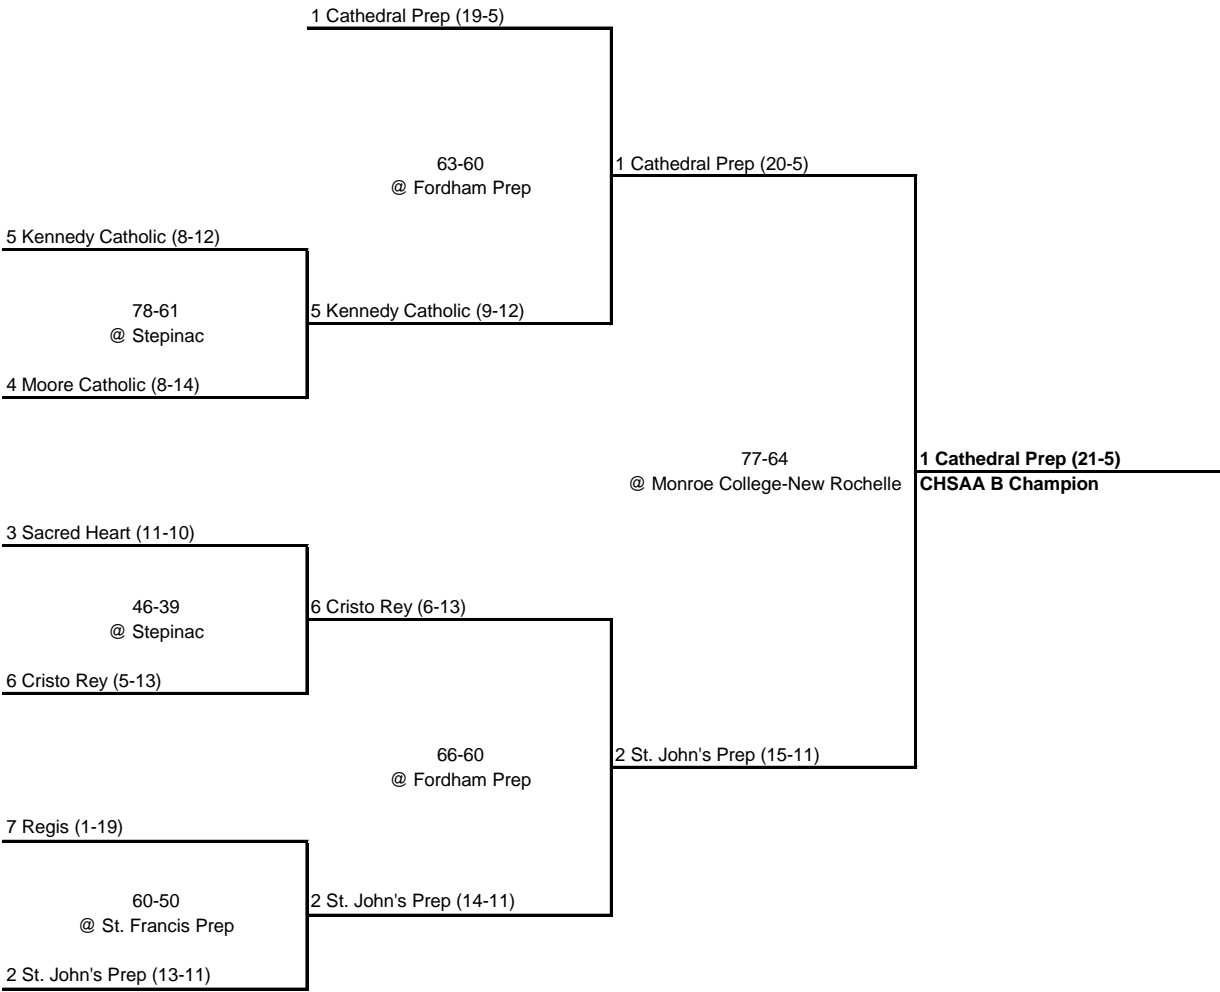 1 Cathedral Prep (19-5)
63-60
@ Fordham Prep
1 Cathedral Prep (20-5)
5 Kennedy Catholic (8-12)
78-61
@ Stepinac
5 Kennedy Catholic (9-12)
4 Moore Catholic (8-14)
77-64
@ Monroe College-New Rochelle
1 Cathedral Prep (21-5)
CHSAA B Champion
3 Sacred Heart (11-10)
46-39
@ Stepinac
6 Cristo Rey (6-13)
6 Cristo Rey (5-13)
66-60
@ Fordham Prep
2 St. John's Prep (15-11)
7 Regis (1-19)
60-50
@ St. Francis Prep
2 St. John's Prep (14-11)
2 St. John's Prep (13-11)